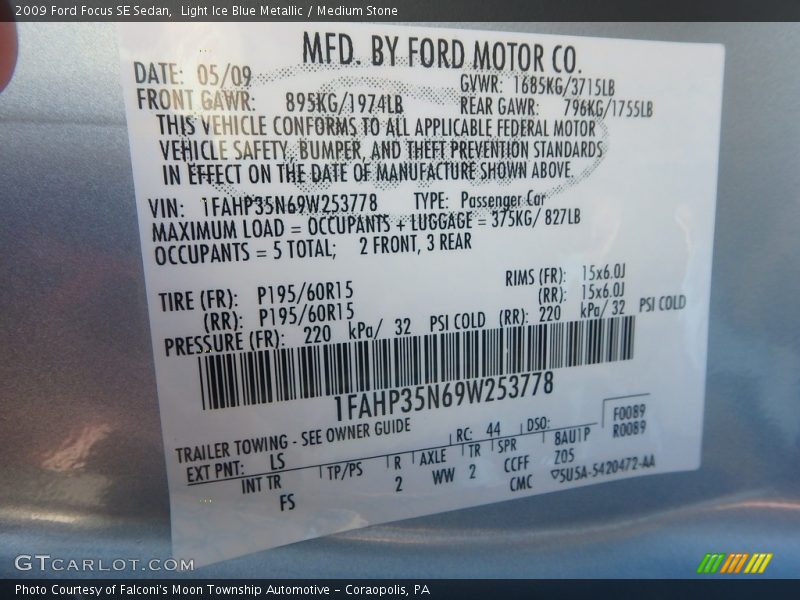 2009 Ford Focus SE Sedan, Light Ice Blue Metallic / Medium Stone
MFD. BY FORD MOTOR CO.
DATE: 05/09 GVWR: 1685KG/3715LB
FRONT GAWR: 895KG/1974LB REAR GAWR: 796KG/1755LB
THIS VEHICLE CONFORMS TO ALL APPLICABLE FEDERAL MOTOR
VEHICLE SAFETY, BUMPER, AND THEFT PREVENTION STANDARDS
IN EFFECT ON THE DATE OF MANUFACTURE SHOWN ABOVE.
VIN: 1FAHP35N69W253778 TYPE: Passenger Car
MAXIMUM LOAD = OCCUPANTS + LUGGAGE = 375KG/ 827LB
OCCUPANTS = 5 TOTAL; 2 FRONT, 3 REAR
TIRE (FR): P195/60R15 RIMS (FR): 15x6.0J
(RR): P195/60R15 (RR): 15x6.0J
PRESSURE (FR): 220 kPa/ 32 PSI COLD (RR): 220 kPa/ 32 PSI COLD
1FAHP35N69W253778
TRAILER TOWING - SEE OWNER GUIDE RC: 44 DSO: F0089
R0089
EXT PNT: LS INT TR TP/PS R AXLE TR SPR 8AU1P
FS 2 WW 2 CCFF Z05
CMC ▽5U5A-5420472-AA
GTCARLOT.COM
Photo Courtesy of Falconi's Moon Township Automotive - Coraopolis, PA